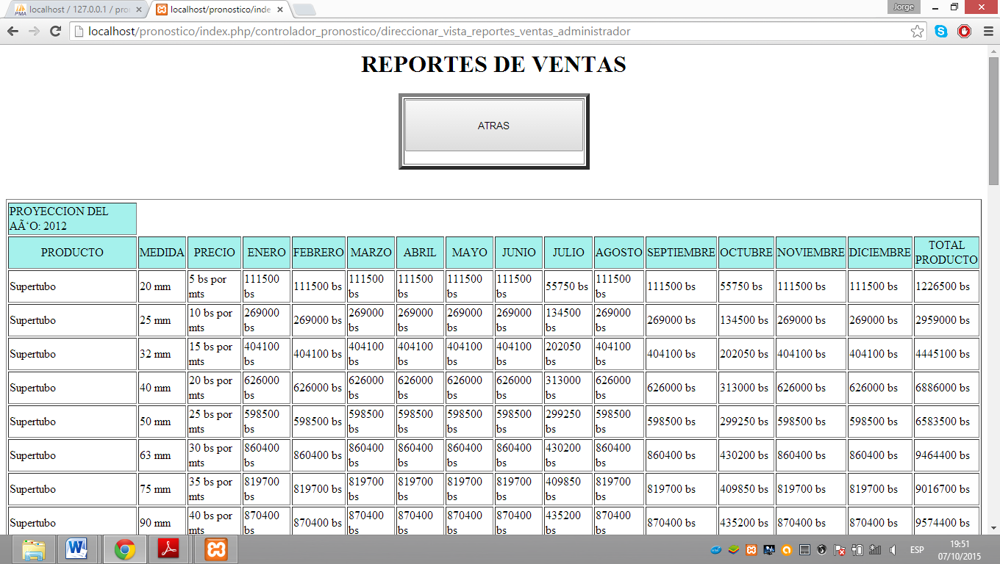 localhost / 127.0.0.1 / pro
localhost/pronostico/inde
Jorge
localhost/pronostico/index.php/controlador_pronostico/direccionar_vista_reportes_ventas_administrador
REPORTES DE VENTAS
ATRAS
PROYECCION DEL
AÃ‘O: 2012
PRODUCTO MEDIDA PRECIO ENERO FEBRERO MARZO ABRIL MAYO JUNIO JULIO AGOSTO SEPTIEMBRE OCTUBRE NOVIEMBRE DICIEMBRE TOTAL PRODUCTO
Supertubo 20 mm 5 bs por mts 111500 bs 111500 bs 111500 bs 111500 bs 111500 bs 111500 bs 55750 bs 111500 bs 111500 bs 55750 bs 111500 bs 111500 bs 1226500 bs
Supertubo 25 mm 10 bs por mts 269000 bs 269000 bs 269000 bs 269000 bs 269000 bs 269000 bs 134500 bs 269000 bs 269000 bs 134500 bs 269000 bs 269000 bs 2959000 bs
Supertubo 32 mm 15 bs por mts 404100 bs 404100 bs 404100 bs 404100 bs 404100 bs 404100 bs 202050 bs 404100 bs 404100 bs 202050 bs 404100 bs 404100 bs 4445100 bs
Supertubo 40 mm 20 bs por mts 626000 bs 626000 bs 626000 bs 626000 bs 626000 bs 626000 bs 313000 bs 626000 bs 626000 bs 313000 bs 626000 bs 626000 bs 6886000 bs
Supertubo 50 mm 25 bs por mts 598500 bs 598500 bs 598500 bs 598500 bs 598500 bs 598500 bs 299250 bs 598500 bs 598500 bs 299250 bs 598500 bs 598500 bs 6583500 bs
Supertubo 63 mm 30 bs por mts 860400 bs 860400 bs 860400 bs 860400 bs 860400 bs 860400 bs 430200 bs 860400 bs 860400 bs 430200 bs 860400 bs 860400 bs 9464400 bs
Supertubo 75 mm 35 bs por mts 819700 bs 819700 bs 819700 bs 819700 bs 819700 bs 819700 bs 409850 bs 819700 bs 819700 bs 409850 bs 819700 bs 819700 bs 9016700 bs
Supertubo 90 mm 40 bs por mts 870400 bs 870400 bs 870400 bs 870400 bs 870400 bs 870400 bs 435200 bs 870400 bs 870400 bs 435200 bs 870400 bs 870400 bs 9574400 bs
ESP
19:51
07/10/2015